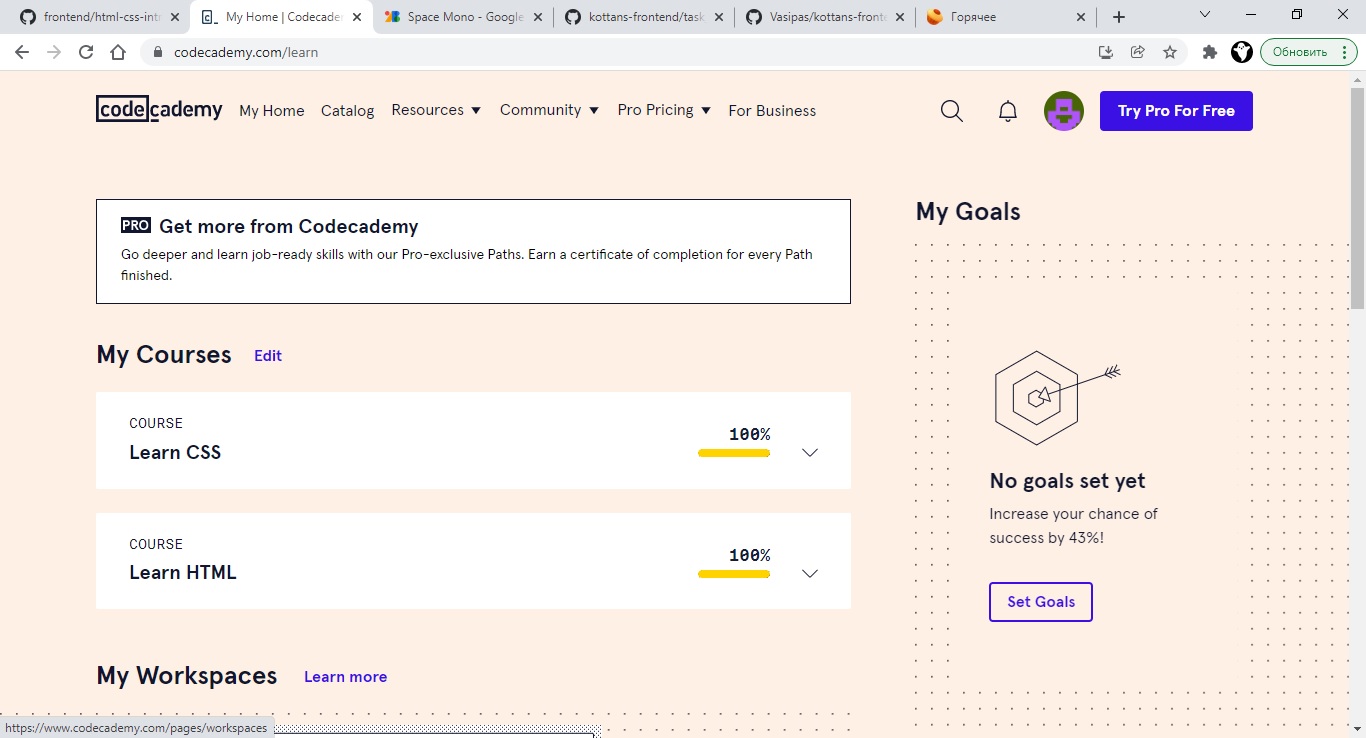 frontend/html-css-intr
My Home | Codecader
Space Mono - Google
kottans-frontend/task
Vasipas/kottans-fronte
Горячее
codecademy.com/learn
Обновить
codecademy
My Home
Catalog
Resources
Community
Pro Pricing
For Business
Try Pro For Free
PRO Get more from Codecademy
Go deeper and learn job-ready skills with our Pro-exclusive Paths. Earn a certificate of completion for every Path
finished.
My Courses
Edit
COURSE
Learn CSS
100%
COURSE
Learn HTML
100%
My Workspaces
Learn more
My Goals
No goals set yet
Increase your chance of
success by 43%!
Set Goals
https://www.codecademy.com/pages/workspaces